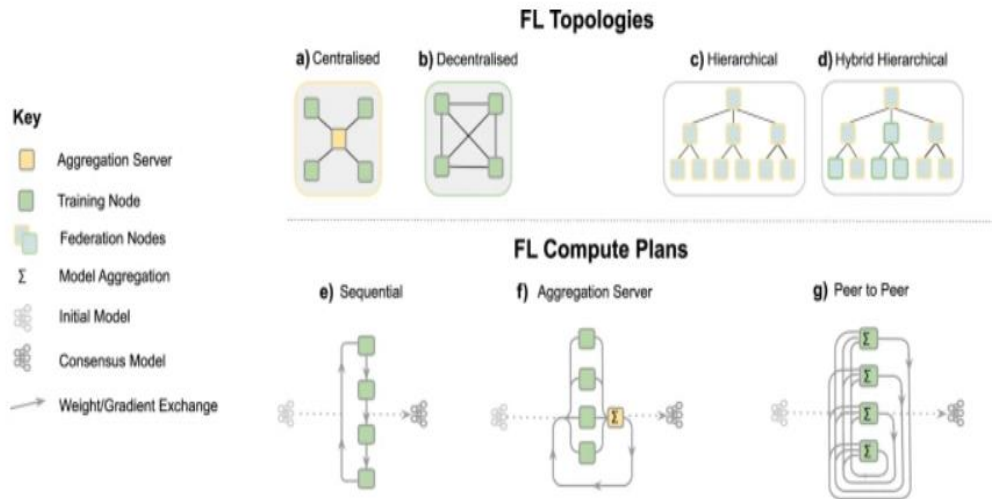 FL Topologies
a) Centralised
b) Decentralised
c) Hierarchical
d) Hybrid Hierarchical
Key
Aggregation Server
Training Node
Federation Nodes
Σ Model Aggregation
Initial Model
Consensus Model
Weight/Gradient Exchange
FL Compute Plans
e) Sequential
f) Aggregation Server
g) Peer to Peer
Σ
Σ
Σ
Σ
Σ